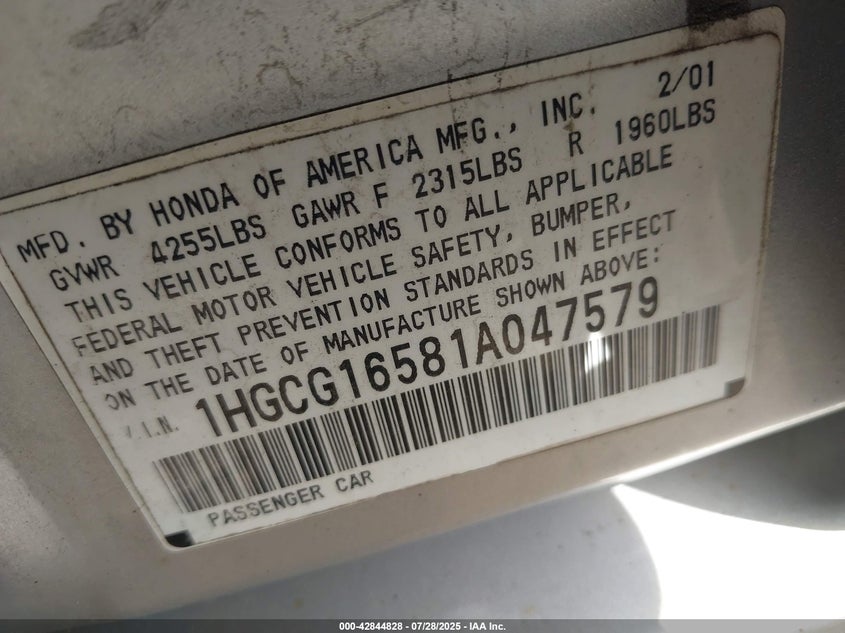 MFD. BY HONDA OF AMERICA MFG., INC. 2/01
GVWR 4255LBS GAWR F 2315LBS R 1960LBS
THIS VEHICLE CONFORMS TO ALL APPLICABLE
FEDERAL MOTOR VEHICLE SAFETY, BUMPER,
AND THEFT PREVENTION STANDARDS IN EFFECT
ON THE DATE OF MANUFACTURE SHOWN ABOVE:
V.I.N. 1HGCG16581A047579
PASSENGER CAR
000-42844828 - 07/28/2025 - IAA Inc.